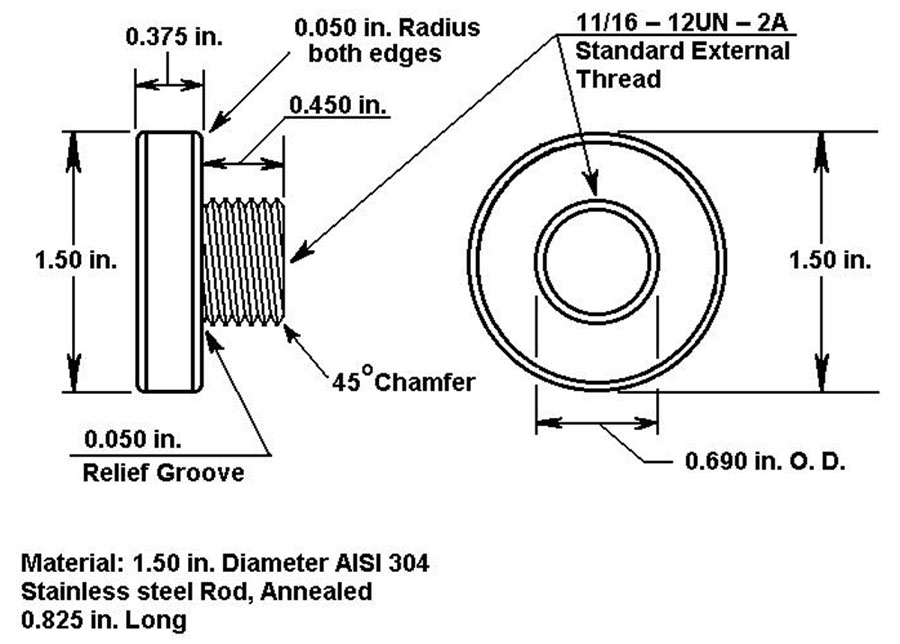 0.375 in.
0.050 in. Radius
both edges
11/16 – 12UN – 2A
Standard External
Thread
0.450 in.
1.50 in.
1.50 in.
45° Chamfer
0.050 in.
Relief Groove
0.690 in. O. D.
Material: 1.50 in. Diameter AISI 304
Stainless steel Rod, Annealed
0.825 in. Long